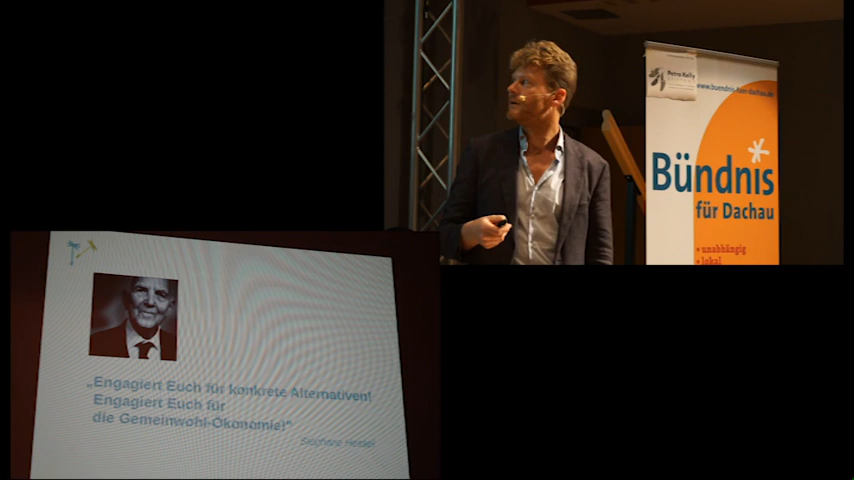 Petra Kelly
www.buendnis-fuer-dachau.de
Bündnis
für Dachau
• unabhängig
• lokal
„Engagiert Euch für konkrete Alternativen!
Engagiert Euch für
die Gemeinwohl-Ökonomie!“
Stéphane Hessel